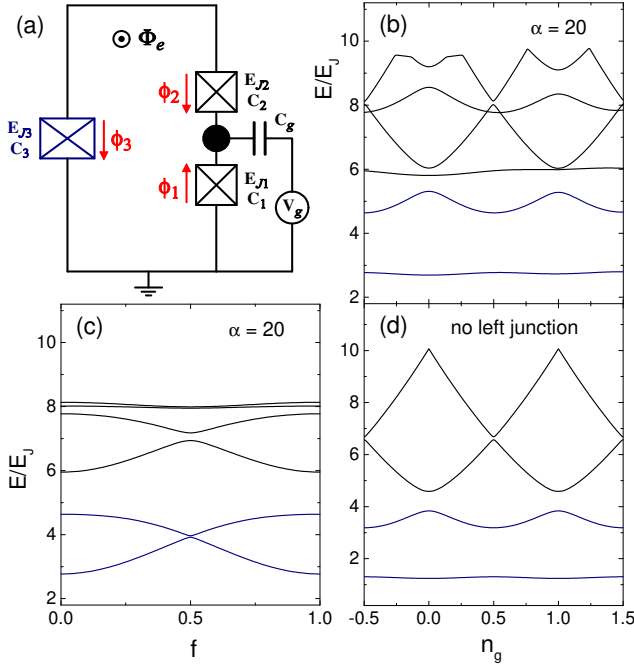 (a)
Φe
EJ3
C3
ϕ3
ϕ2
EJ2
C2
Cg
ϕ1
EJ1
C1
Vg
(b)
α = 20
E/EJ
10
8
6
4
2
(c)
α = 20
E/EJ
10
8
6
4
2
0.0
0.5
1.0
f
(d)
no left junction
10
8
6
4
2
-0.5
0.0
0.5
1.0
1.5
ng